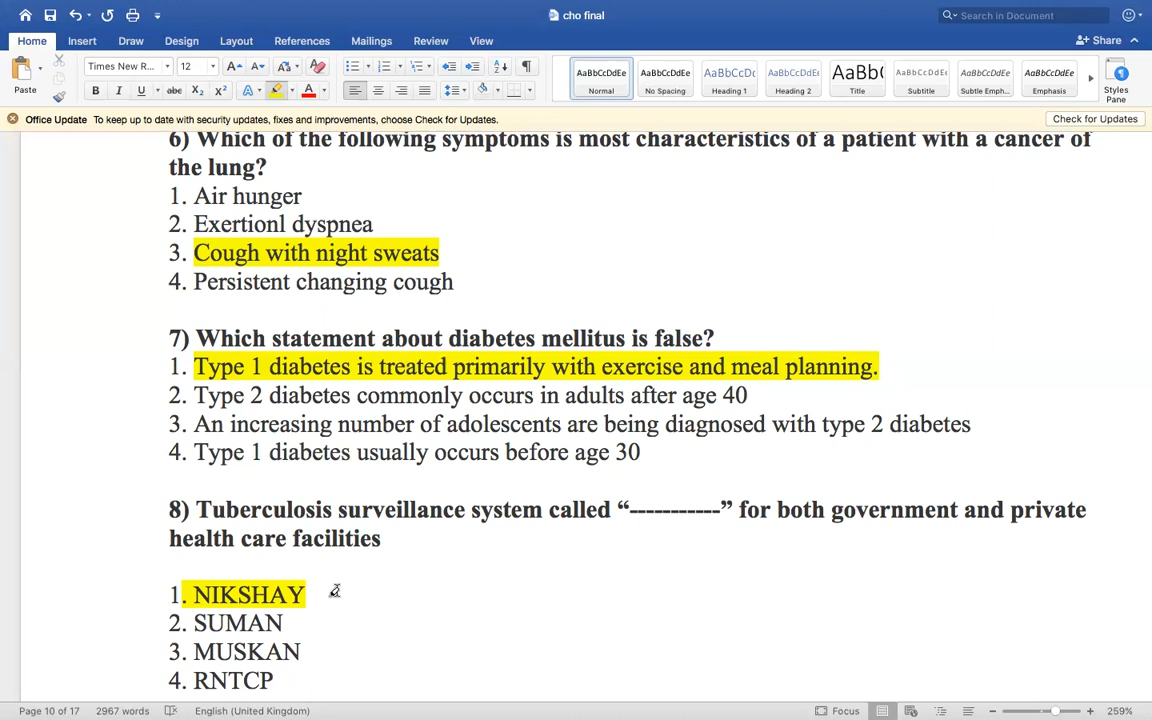 cho final
Search in Document
Home Insert Draw Design Layout References Mailings Review View
Share
Paste
Times New R... 12
AaBbCcDdEe AaBbCcDdEe AaBbCcDc AaBbCcDdEe AaBb( AaBbCcDdEe AaBbCcDdEe AaBbCcDdEe
Normal No Spacing Heading 1 Heading 2 Title Subtitle Subtle Emph... Emphasis
Styles
Pane
Office Update To keep up to date with security updates, fixes and improvements, choose Check for Updates.
Check for Updates
6) Which of the following symptoms is most characteristics of a patient with a cancer of
the lung?
1. Air hunger
2. Exertionl dyspnea
3. Cough with night sweats
4. Persistent changing cough
7) Which statement about diabetes mellitus is false?
1. Type 1 diabetes is treated primarily with exercise and meal planning.
2. Type 2 diabetes commonly occurs in adults after age 40
3. An increasing number of adolescents are being diagnosed with type 2 diabetes
4. Type 1 diabetes usually occurs before age 30
8) Tuberculosis surveillance system called “-----------” for both government and private
health care facilities
1. NIKSHAY
2. SUMAN
3. MUSKAN
4. RNTCP
Page 10 of 17 2967 words English (United Kingdom) Focus 259%